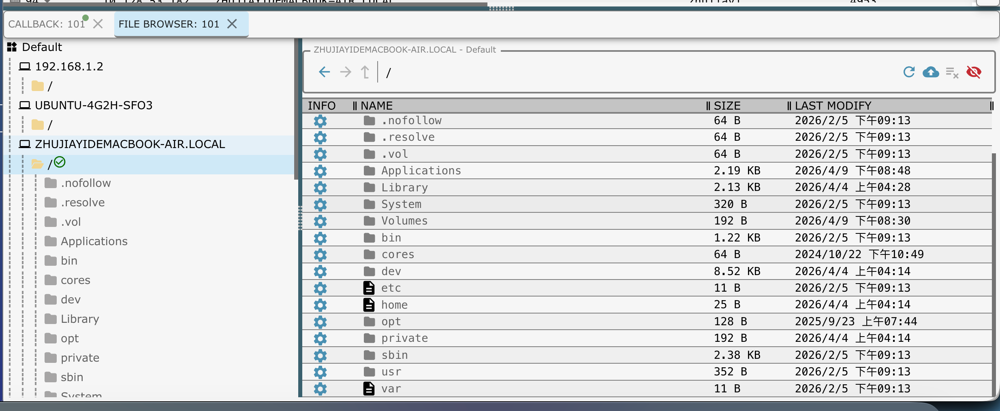 94 10.128.53.182 ZHUJIAYIDEMACBOOK-AIR.LOCAL zhujiayi 4953
CALLBACK: 101 FILE BROWSER: 101
Default
192.168.1.2
/
UBUNTU-4G2H-SFO3
/
ZHUJIAYIDEMACBOOK-AIR.LOCAL
/
.nofollow
.resolve
.vol
Applications
bin
cores
dev
Library
opt
private
sbin
System
ZHUJIAYIDEMACBOOK-AIR.LOCAL - Default
/
INFO NAME SIZE LAST MODIFY
.nofollow 64 B 2026/2/5 下午09:13
.resolve 64 B 2026/2/5 下午09:13
.vol 64 B 2026/2/5 下午09:13
Applications 2.19 KB 2026/4/9 下午08:48
Library 2.13 KB 2026/4/4 上午04:28
System 320 B 2026/2/5 下午09:13
Volumes 192 B 2026/4/9 下午08:30
bin 1.22 KB 2026/2/5 下午09:13
cores 64 B 2024/10/22 下午10:49
dev 8.52 KB 2026/4/4 上午04:14
etc 11 B 2026/2/5 下午09:13
home 25 B 2026/4/4 上午04:14
opt 128 B 2025/9/23 上午07:44
private 192 B 2026/4/4 上午04:14
sbin 2.38 KB 2026/2/5 下午09:13
usr 352 B 2026/2/5 下午09:13
var 11 B 2026/2/5 下午09:13